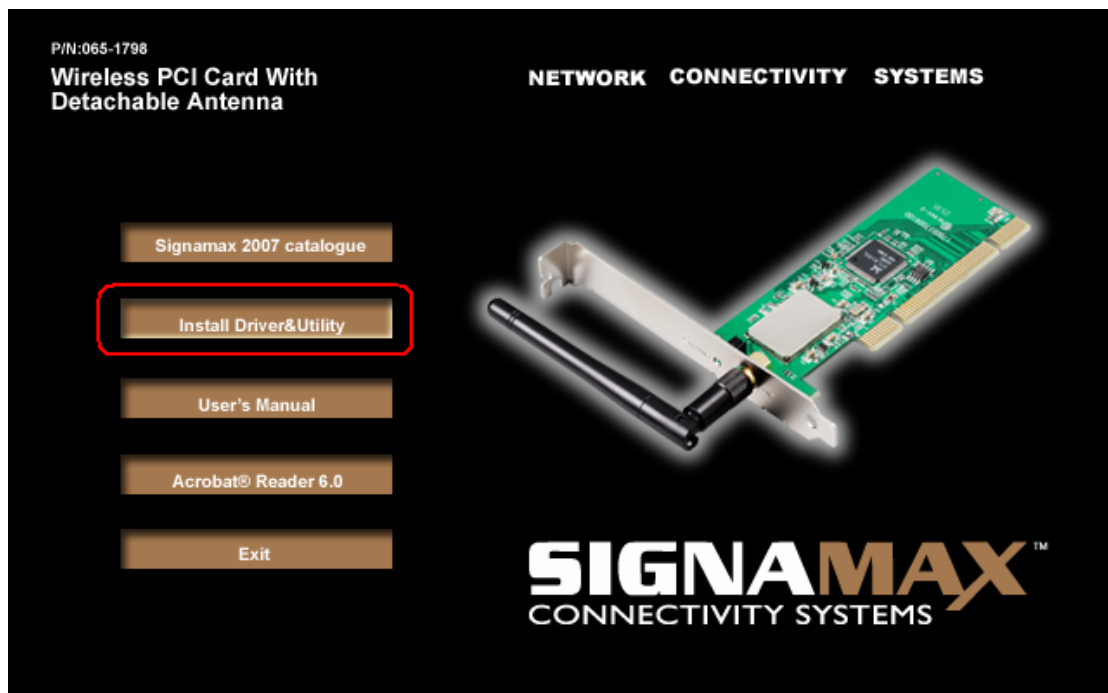 P/N:065-1798
Wireless PCI Card With
Detachable Antenna
NETWORK CONNECTIVITY SYSTEMS
Signamax 2007 catalogue
Install Driver&Utility
User's Manual
Acrobat® Reader 6.0
Exit
SIGNAMAX™
CONNECTIVITY SYSTEMS